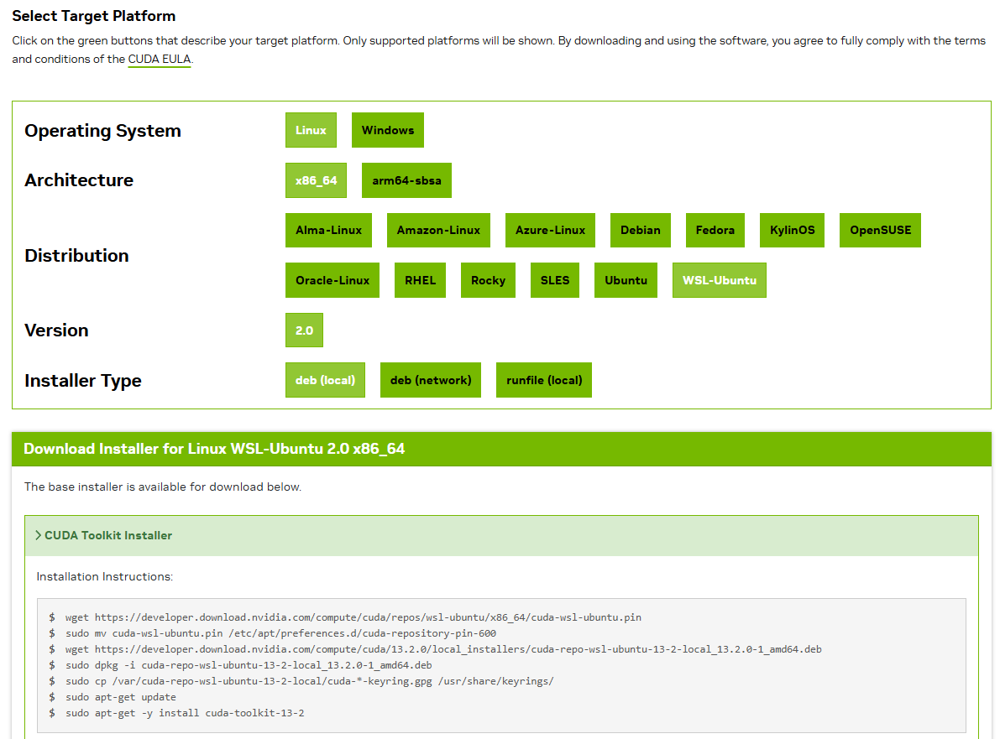 Select Target Platform
Click on the green buttons that describe your target platform. Only supported platforms will be shown. By downloading and using the software, you agree to fully comply with the terms
and conditions of the CUDA EULA.
Operating System
Linux Windows
Architecture
x86_64 arm64-sbsa
Distribution
Alma-Linux Amazon-Linux Azure-Linux Debian Fedora KylinOS OpenSUSE
Oracle-Linux RHEL Rocky SLES Ubuntu WSL-Ubuntu
Version
2.0
Installer Type
deb (local) deb (network) runfile (local)
Download Installer for Linux WSL-Ubuntu 2.0 x86_64
The base installer is available for download below.
CUDA Toolkit Installer
Installation Instructions:
$ wget https://developer.download.nvidia.com/compute/cuda/repos/wsl-ubuntu/x86_64/cuda-wsl-ubuntu.pin
$ sudo mv cuda-wsl-ubuntu.pin /etc/apt/preferences.d/cuda-repository-pin-600
$ wget https://developer.download.nvidia.com/compute/cuda/13.2.0/local_installers/cuda-repo-wsl-ubuntu-13-2-local_13.2.0-1_amd64.deb
$ sudo dpkg -i cuda-repo-wsl-ubuntu-13-2-local_13.2.0-1_amd64.deb
$ sudo cp /var/cuda-repo-wsl-ubuntu-13-2-local/cuda-*-keyring.gpg /usr/share/keyrings/
$ sudo apt-get update
$ sudo apt-get -y install cuda-toolkit-13-2